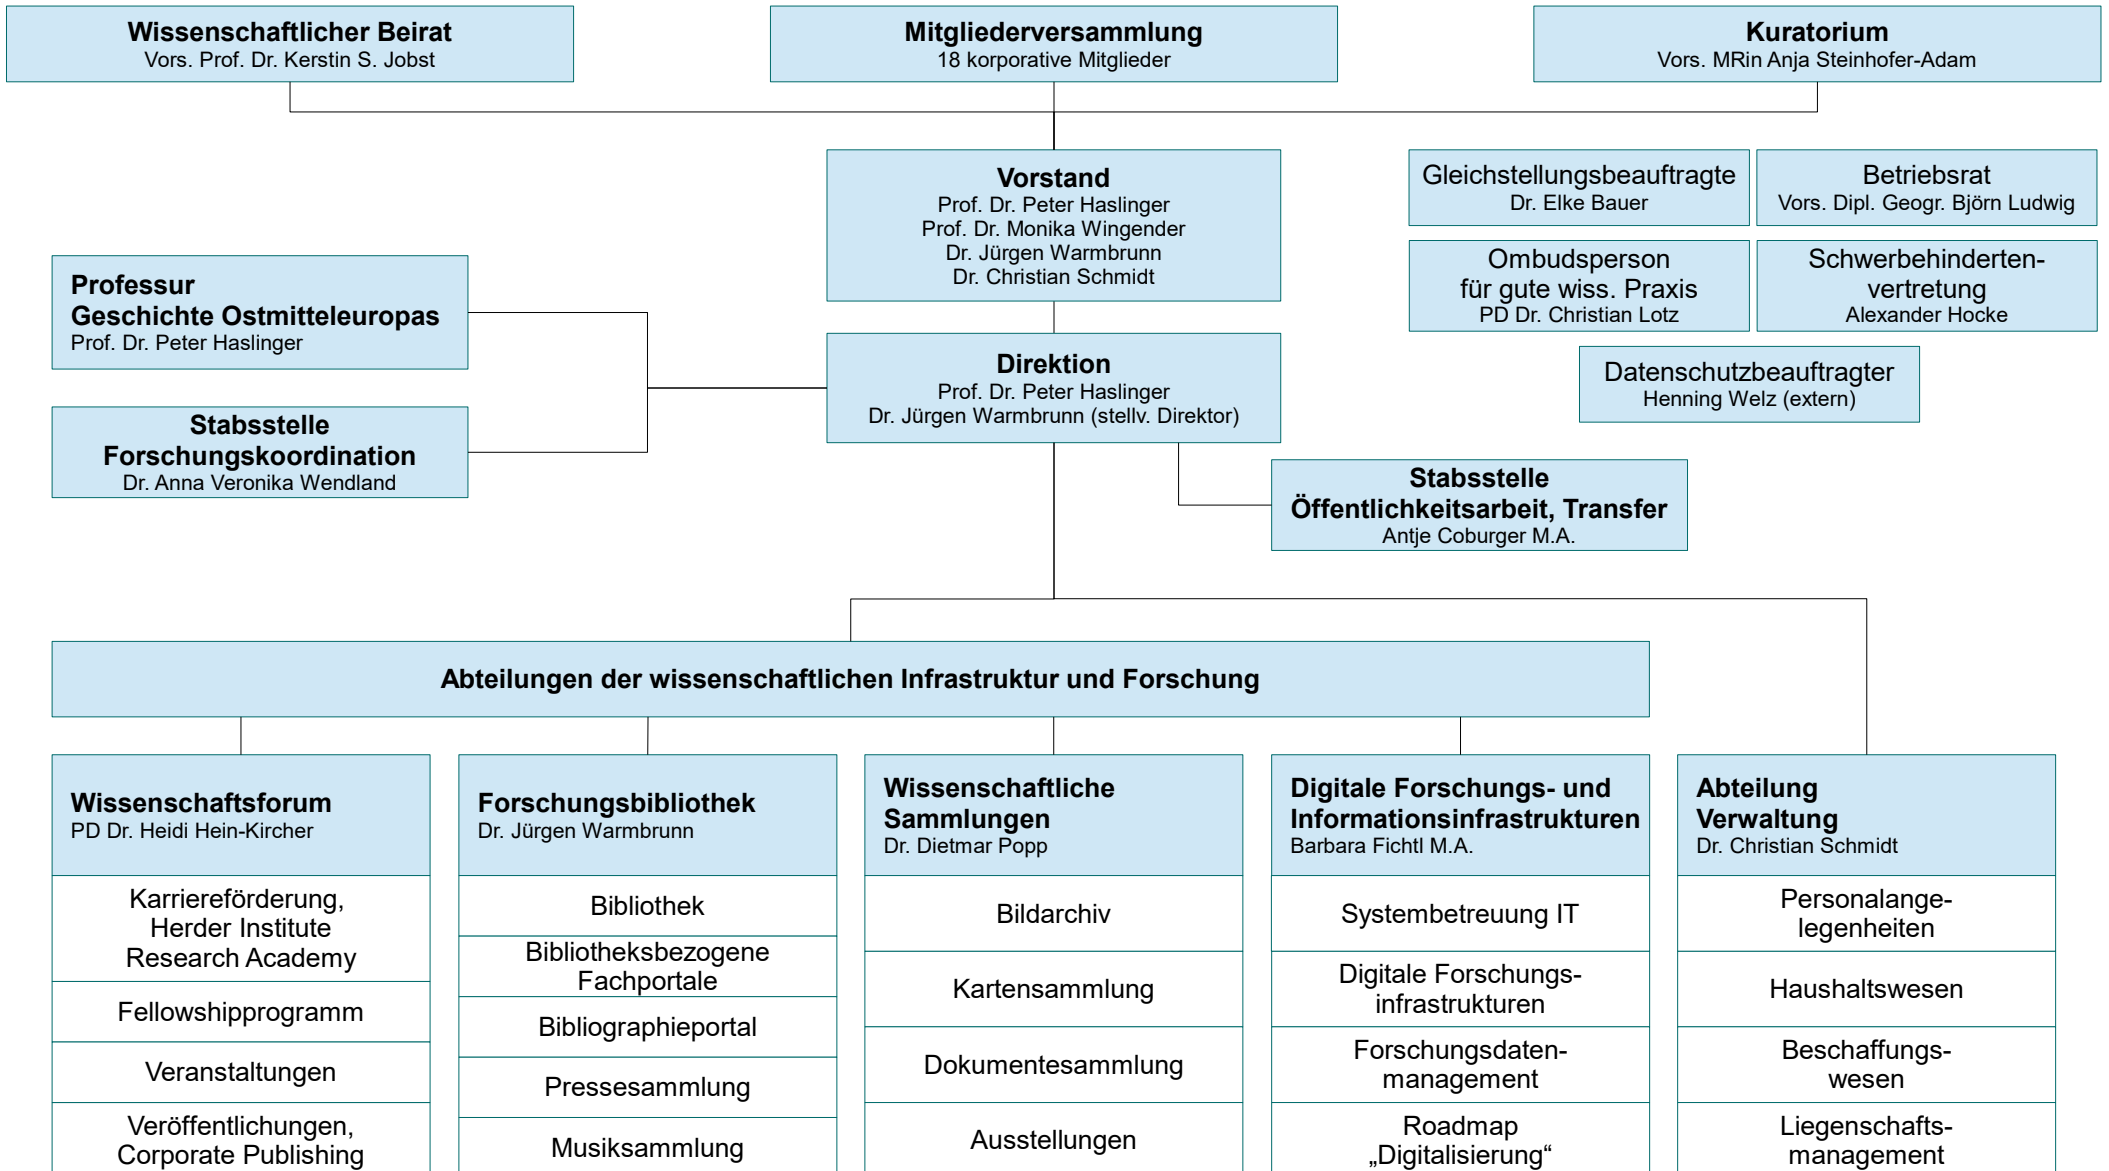 Wissenschaftlicher Beirat
Vors. Prof. Dr. Kerstin S. Jobst
Mitgliederversammlung
18 korporative Mitglieder
Kuratorium
Vors. MRin Anja Steinhofer-Adam
Vorstand
Prof. Dr. Peter Haslinger
Prof. Dr. Monika Wingender
Dr. Jürgen Warmbrunn
Dr. Christian Schmidt
Gleichstellungsbeauftragte
Dr. Elke Bauer
Betriebsrat
Vors. Dipl. Geogr. Björn Ludwig
Ombudsperson
für gute wiss. Praxis
PD Dr. Christian Lotz
Schwerbehinderten-
vertretung
Alexander Hocke
Datenschutzbeauftragter
Henning Welz (extern)
Professur
Geschichte Ostmitteleuropas
Prof. Dr. Peter Haslinger
Direktion
Prof. Dr. Peter Haslinger
Dr. Jürgen Warmbrunn (stellv. Direktor)
Stabsstelle
Forschungskoordination
Dr. Anna Veronika Wendland
Stabsstelle
Öffentlichkeitsarbeit, Transfer
Antje Coburger M.A.
Abteilungen der wissenschaftlichen Infrastruktur und Forschung
Wissenschaftsforum
PD Dr. Heidi Hein-Kircher
Karriereförderung,
Herder Institute
Research Academy
Fellowshipprogramm
Veranstaltungen
Veröffentlichungen,
Corporate Publishing
Forschungsbibliothek
Dr. Jürgen Warmbrunn
Bibliothek
Bibliotheksbezogene
Fachportale
Bibliographieportal
Pressesammlung
Musiksammlung
Wissenschaftliche
Sammlungen
Dr. Dietmar Popp
Bildarchiv
Kartensammlung
Dokumentesammlung
Ausstellungen
Digitale Forschungs- und
Informationsinfrastrukturen
Barbara Fichtl M.A.
Systembetreuung IT
Digitale Forschungs-
infrastrukturen
Forschungsdaten-
management
Roadmap
„Digitalisierung“
Abteilung
Verwaltung
Dr. Christian Schmidt
Personalange-
legenheiten
Haushaltswesen
Beschaffungs-
wesen
Liegenschafts-
management